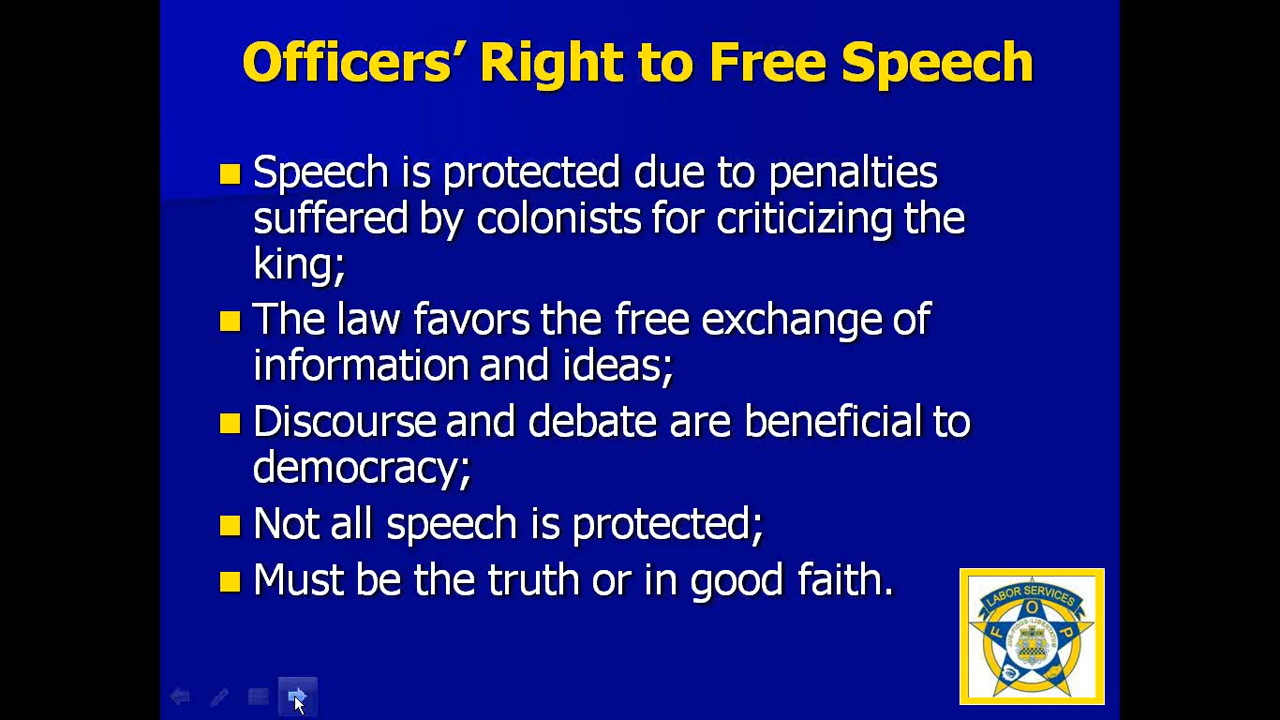 Officers’ Right to Free Speech
Speech is protected due to penalties
suffered by colonists for criticizing the
king;
The law favors the free exchange of
information and ideas;
Discourse and debate are beneficial to
democracy;
Not all speech is protected;
Must be the truth or in good faith.
LABOR SERVICES
F O P